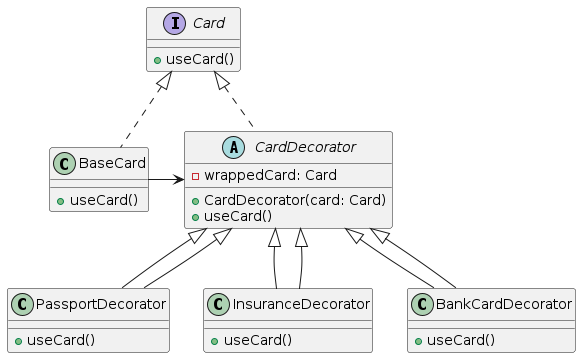 I Card
+ useCard()
C BaseCard
+ useCard()
A CardDecorator
wrappedCard: Card
CardDecorator(card: Card)
useCard()
C PassportDecorator
useCard()
C InsuranceDecorator
useCard()
C BankCardDecorator
useCard()